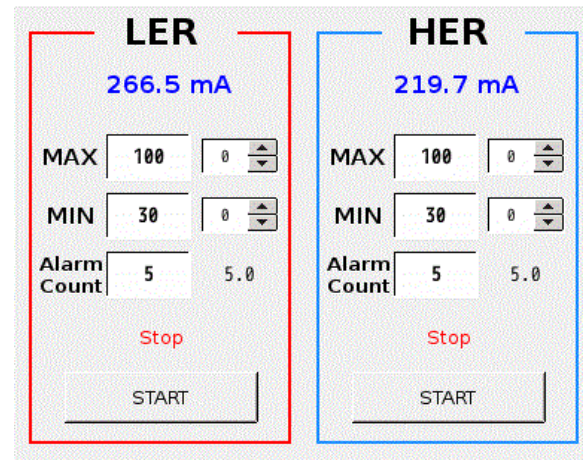 LER
266.5 mA
MAX 100 0
MIN 30 0
Alarm Count 5 5.0
Stop
START
HER
219.7 mA
MAX 100 0
MIN 30 0
Alarm Count 5 5.0
Stop
START